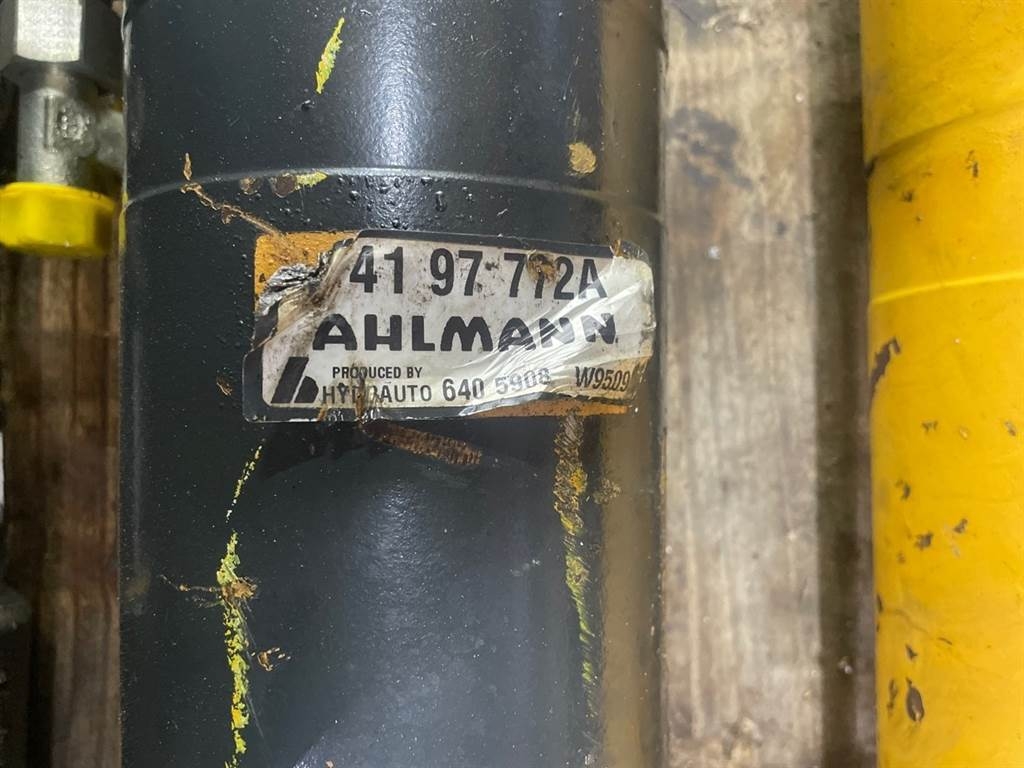 41 97 772A
AHLMANN
PRODUCED BY
HYDRAUTO 640 5908 W9509